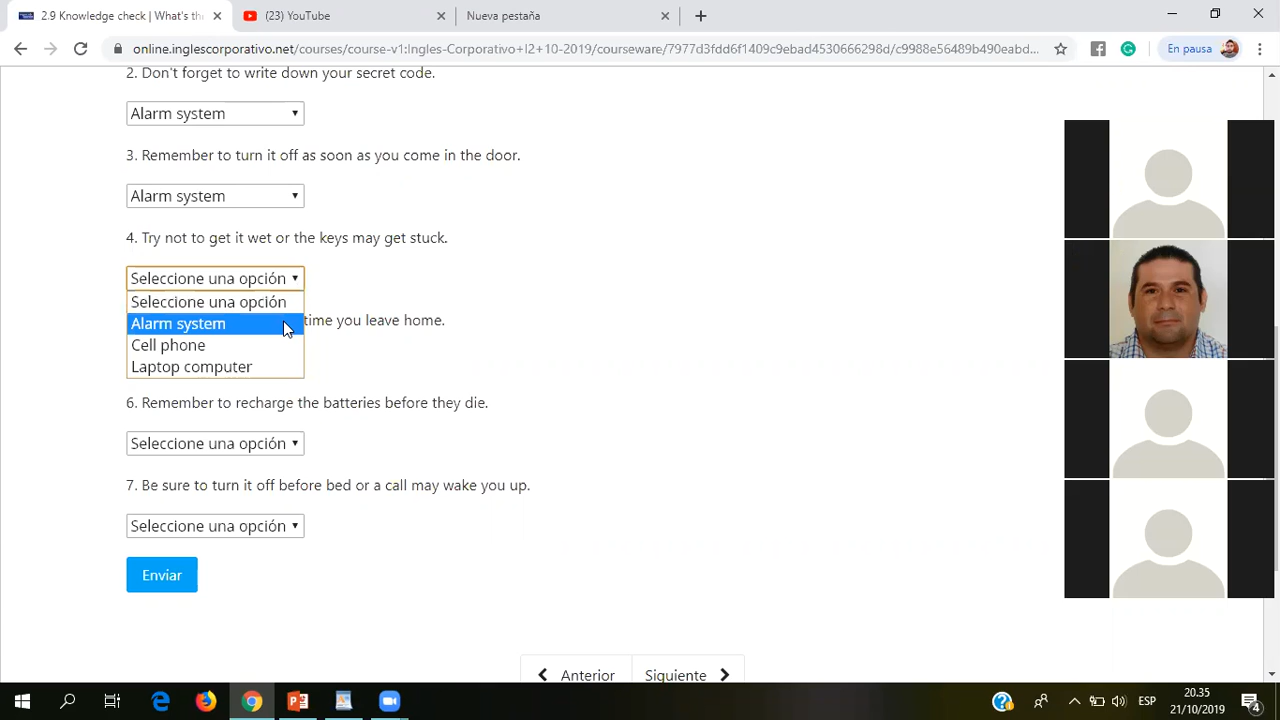 2.9 Knowledge check | What's th
(23) YouTube
Nueva pestaña
online.inglescorporativo.net/courses/course-v1:Ingles-Corporativo+I2+10-2019/courseware/7977d3fdd6f1409c9ebad4530666298d/c9988e56489b490eabd...
En pausa
2. Don't forget to write down your secret code.
Alarm system
3. Remember to turn it off as soon as you come in the door.
Alarm system
4. Try not to get it wet or the keys may get stuck.
Seleccione una opción
Seleccione una opción
Alarm system
time you leave home.
Cell phone
Laptop computer
6. Remember to recharge the batteries before they die.
Seleccione una opción
7. Be sure to turn it off before bed or a call may wake you up.
Seleccione una opción
Enviar
Anterior
Siguiente
ESP
20.35
21/10/2019
4